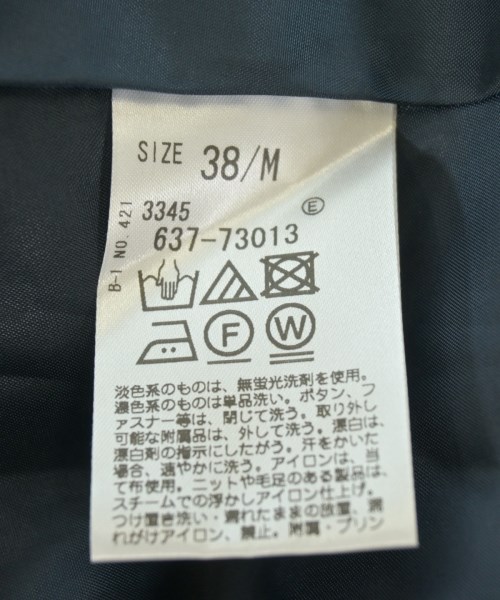 SIZE 38/M
B-1 NO.421
3345 Ⓔ
637-73013
F W
淡色系のものは、無蛍光洗剤を使用。
濃色系のものは単品洗い。ボタン、フ
ァスナー等は、閉じて洗う。取り外し
可能な附属品は、外して洗う。漂白は、
漂白剤の指示にしたがう。汗をかいた
場合、速やかに洗う。アイロンは、当
て布使用。ニットや毛足のある製品は、
スチームでの浮かしアイロン仕上げ。
つけ置き洗い・濡れたままの放置、濡
れがけアイロン、禁止。附属・プリン